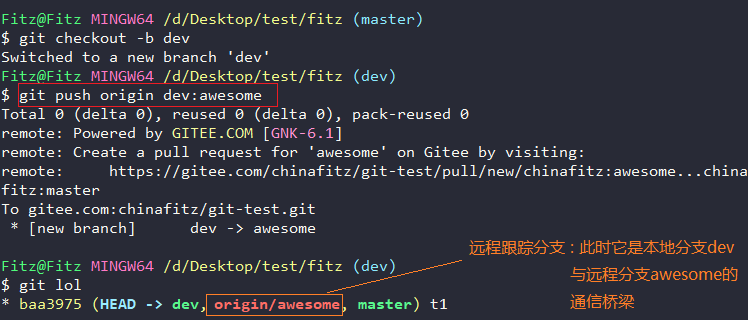 Fitz@Fitz MINGW64 /d/Desktop/test/fitz (master)
$ git checkout -b dev
Switched to a new branch 'dev'
Fitz@Fitz MINGW64 /d/Desktop/test/fitz (dev)
$ git push origin dev:awesome
Total 0 (delta 0), reused 0 (delta 0), pack-reused 0
remote: Powered by GITEE.COM [GNK-6.1]
remote: Create a pull request for 'awesome' on Gitee by visiting:
remote:     https://gitee.com/chinafitz/git-test/pull/new/chinafitz:awesome...china
fitz:master
To gitee.com:chinafitz/git-test.git
 * [new branch]      dev -> awesome
远程跟踪分支：此时它是本地分支dev
与远程分支awesome的
通信桥梁
Fitz@Fitz MINGW64 /d/Desktop/test/fitz (dev)
$ git lol
* baa3975 (HEAD -> dev, origin/awesome, master) t1